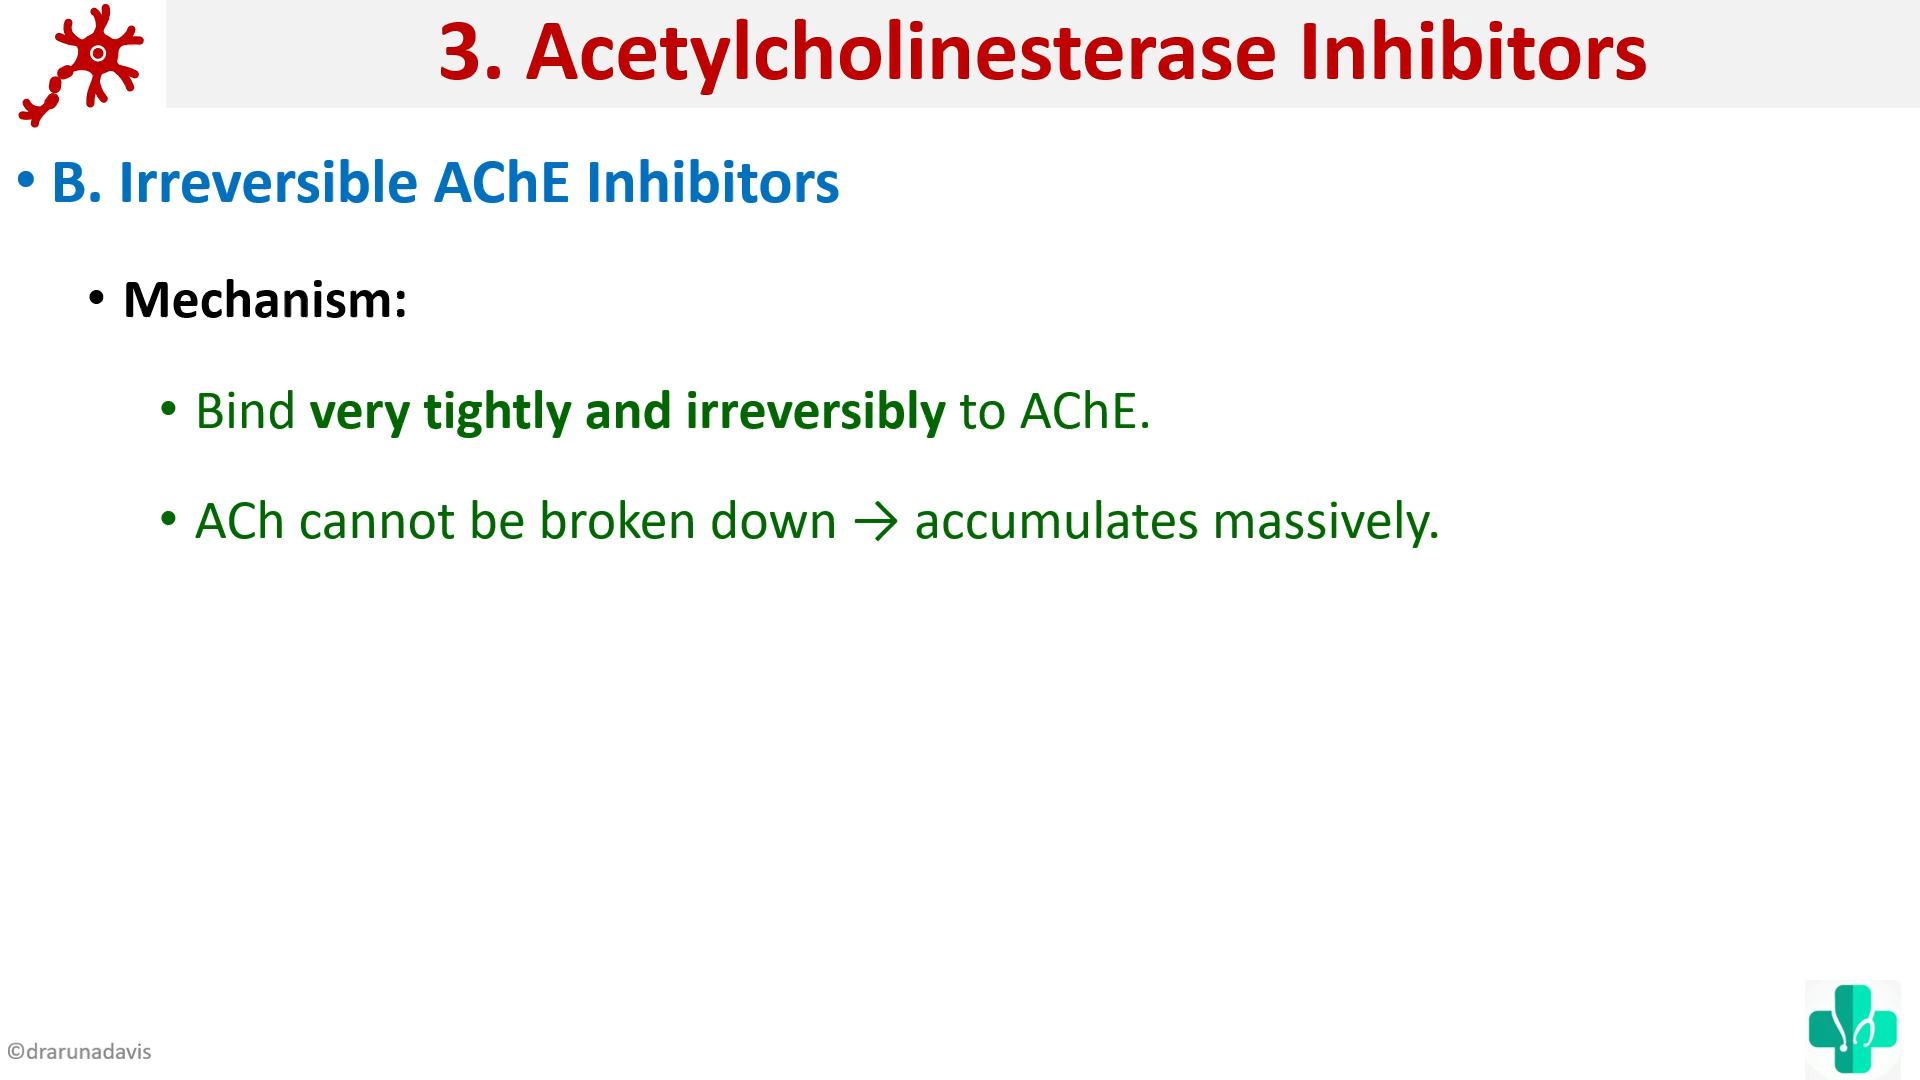 3. Acetylcholinesterase Inhibitors
• B. Irreversible AChE Inhibitors
• Mechanism:
• Bind very tightly and irreversibly to AChE.
• ACh cannot be broken down → accumulates massively.
©drarunadavis